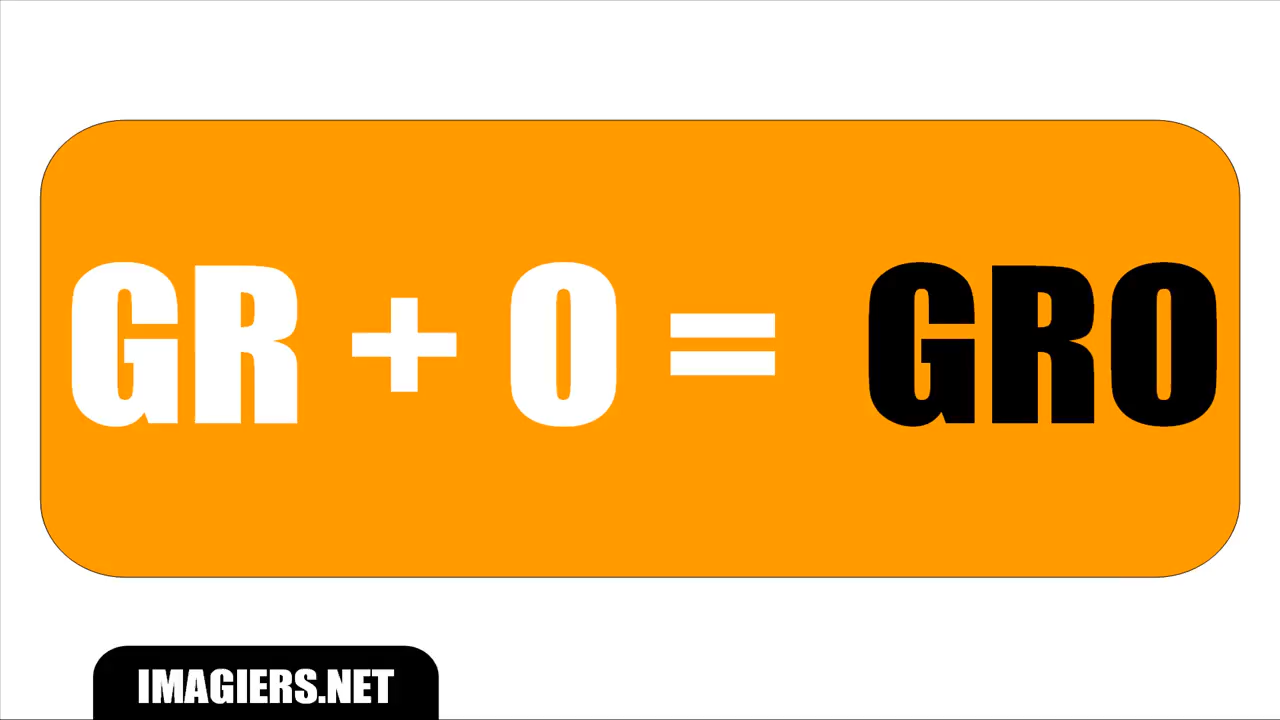 GR + O = GRO
IMAGIERS.NET